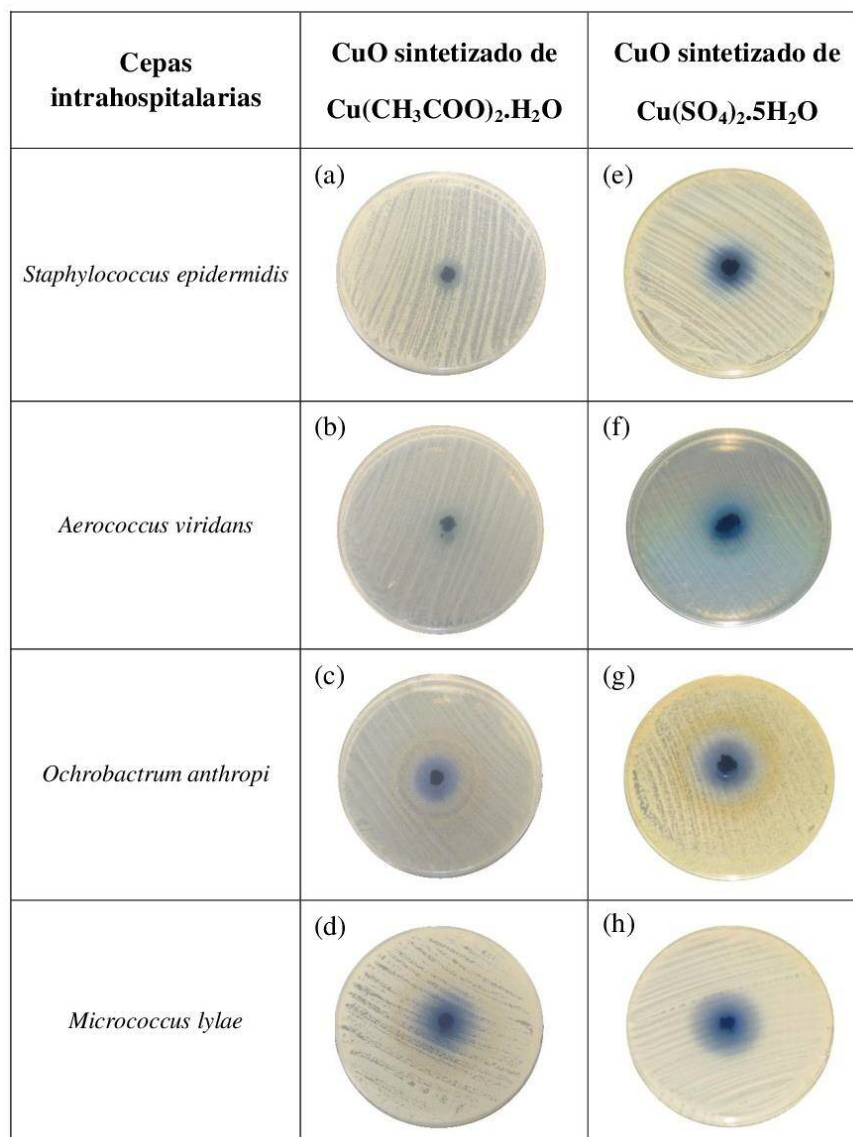 Cepas
intrahospitalarias
CuO sintetizado de
Cu(CH₃COO)₂.H₂O
CuO sintetizado de
Cu(SO₄)₂.5H₂O
Staphylococcus epidermidis
(a)
(e)
Aerococcus viridans
(b)
(f)
Ochrobactrum anthropi
(c)
(g)
Micrococcus lylae
(d)
(h)